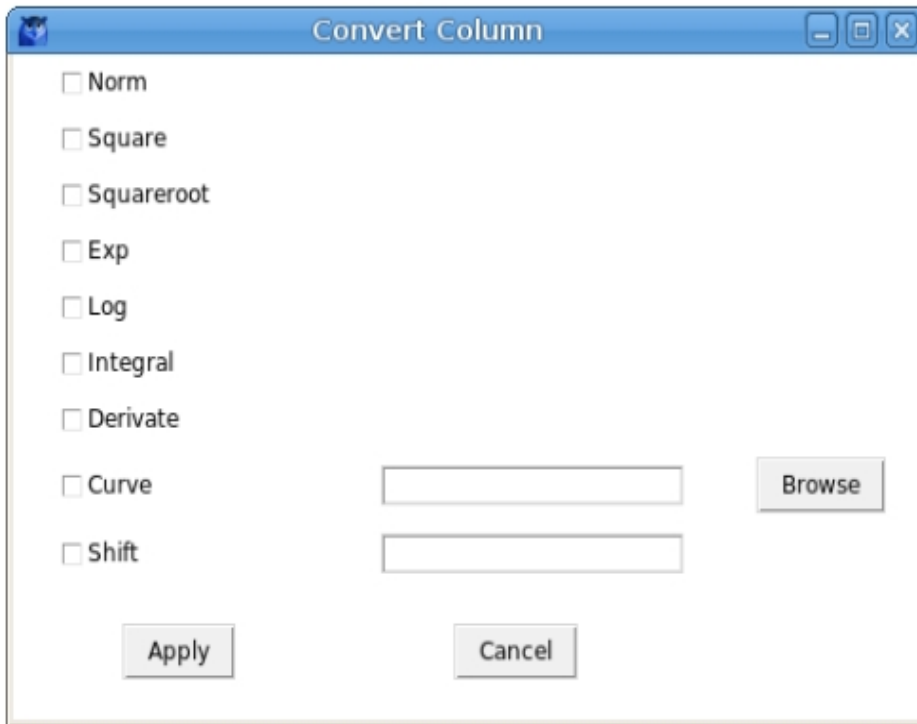 Convert Column
Norm
Square
Squareroot
Exp
Log
Integral
Derivate
Curve Browse
Shift
Apply Cancel